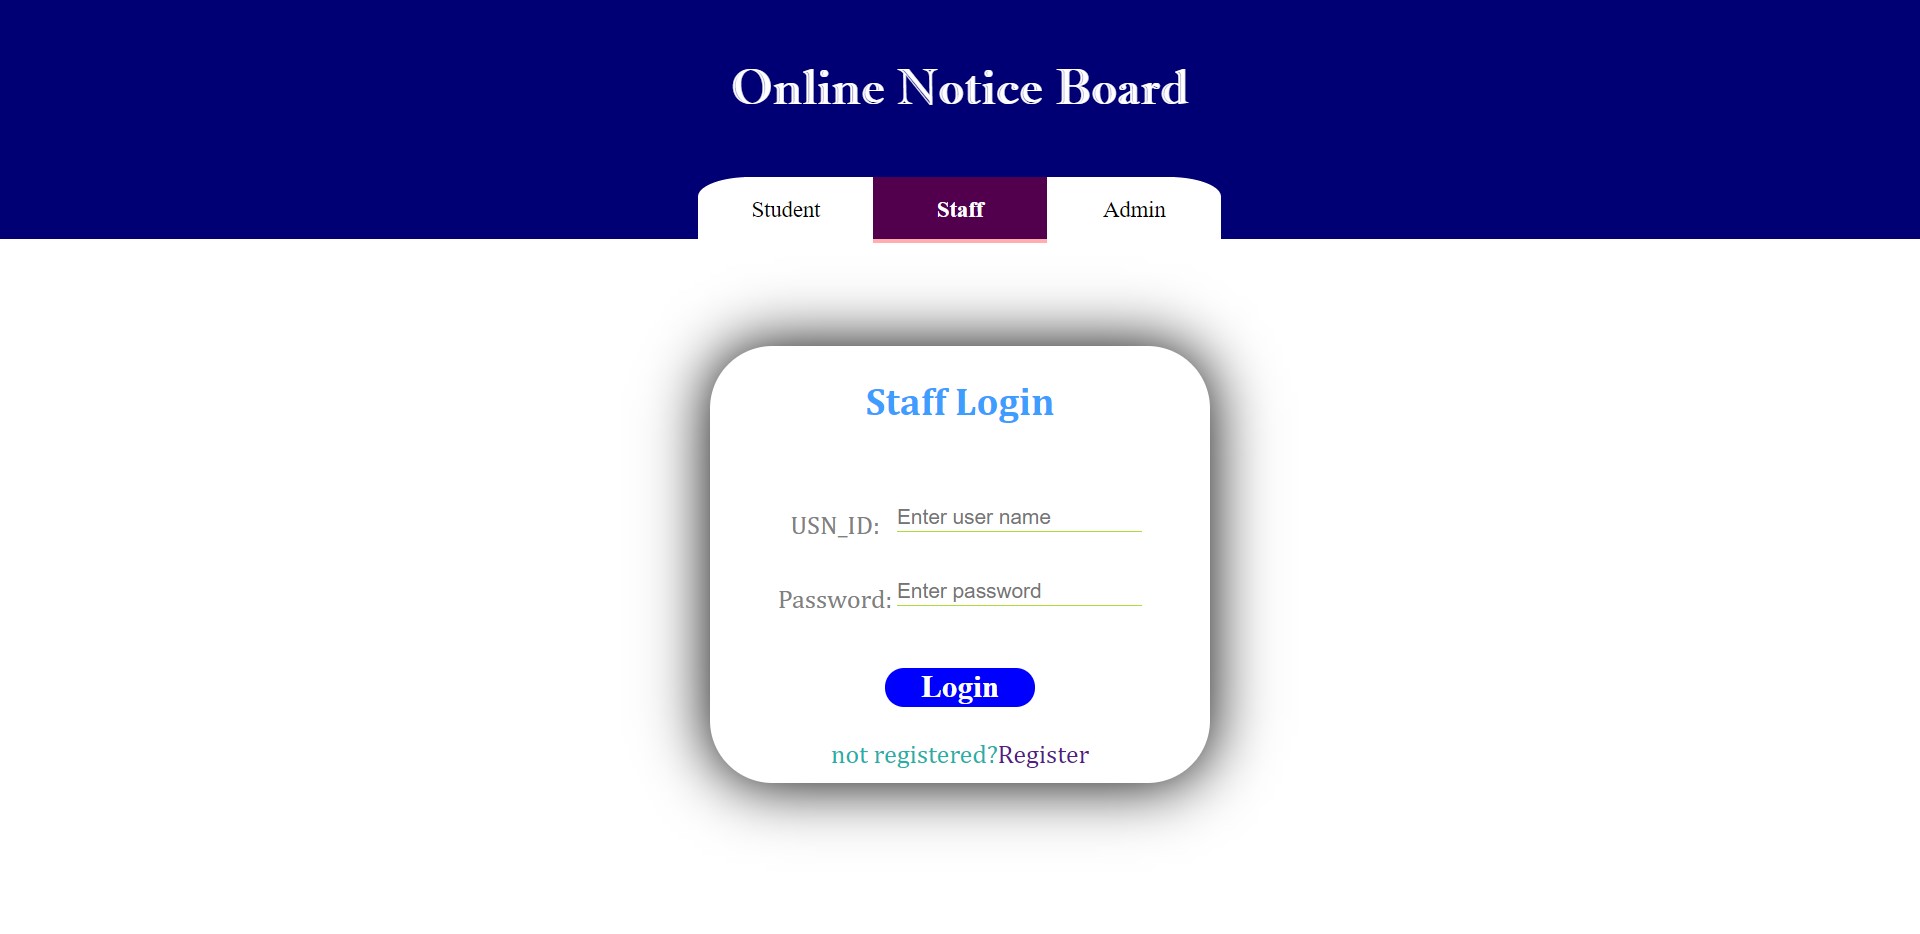 Online Notice Board
Student Staff Admin
Staff Login
USN_ID: Enter user name
Password: Enter password
Login
not registered?Register